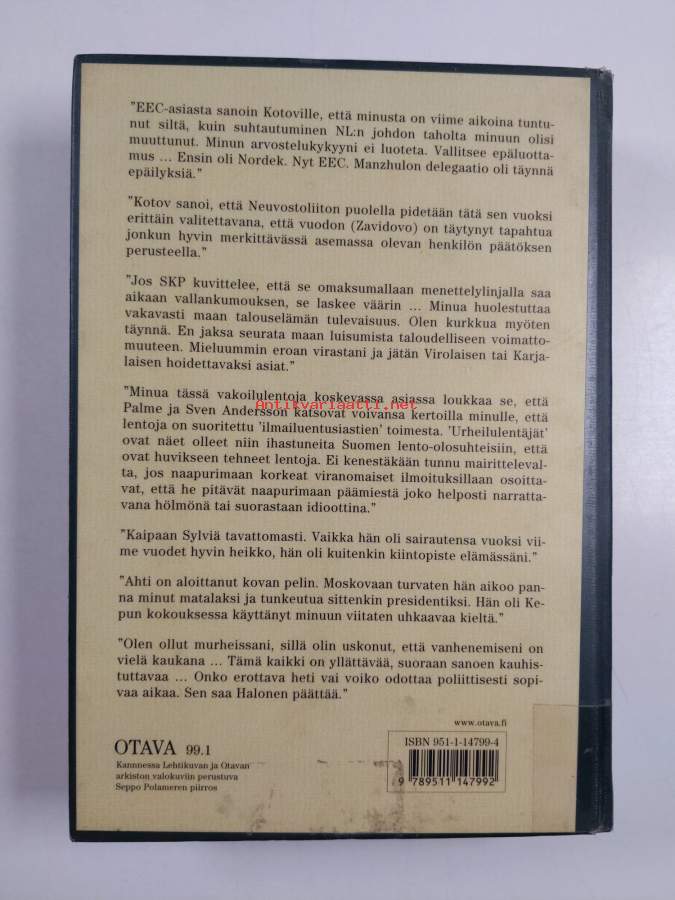 "EEC-asiasta sanoin Kotoville, että minusta on viime aikoina tuntu-
nut siltä, kuin suhtautuminen NL:n johdon taholta minuun olisi
muuttunut. Minun arvostelukykyyni ei luoteta. Vallitsee epäluotta-
mus ... Ensin oli Nordek. Nyt EEC. Manzhulon delegaatio oli täynnä
epäilyksiä."
"Kotov sanoi, että Neuvostoliiton puolella pidetään tätä sen vuoksi
erittäin valitettavana, että vuodon (Zavidovo) on täytynyt tapahtua
jonkun hyvin merkittävässä asemassa olevan henkilön päätöksen
perusteella."
"Jos SKP kuvittelee, että se omaksumallaan menettelylinjalla saa
aikaan vallankumouksen, se laskee väärin ... Minua huolestuttaa
vakavasti maan talouselämän tulevaisuus. Olen kurkkua myöten
täynnä. En jaksa seurata maan luisumista taloudelliseen voimatto-
muuteen. Mieluummin eroan virastani ja jätän Virolaisen tai Karja-
laisen hoidettavaksi asiat."
"Minua tässä vakoilulentoja koskevassa asiassa loukkaa se, että
Palme ja Sven Andersson katsovat voivansa kertoilla minulle, että
Antikvariaatti.net
lentoja on suoritettu 'ilmailuentusiastien' toimesta. 'Urheilulentäjät'
ovat näet olleet niin ihastuneita Suomen lento-olosuhteisiin, että
ovat huvikseen tehneet lentoja. Ei kenestäkään tunnu mairitteleval-
ta, jos naapurimaan korkeat viranomaiset ilmoituksillaan osoitta-
vat, että he pitävät naapurimaan päämiestä joko helposti narratta-
vana hölmönä tai suorastaan idioottina."
"Kaipaan Sylviä tavattomasti. Vaikka hän oli sairautensa vuoksi vii-
me vuodet hyvin heikko, hän oli kuitenkin kiintopiste elämässäni."
"Ahti on aloittanut kovan pelin. Moskovaan turvaten hän aikoo pan-
na minut matalaksi ja tunkeutua sittenkin presidentiksi. Hän oli Ke-
pun kokouksessa käyttänyt minuun viitaten uhkaavaa kieltä."
"Olen ollut murheissani, sillä olin uskonut, että vanhenemiseni on
vielä kaukana ... Tämä kaikki on yllättävää, suoraan sanoen kauhis-
tuttavaa ... Onko erottava heti vai voiko odottaa poliittisesti sopi-
vaa aikaa. Sen saa Halonen päättää."
www.otava.fi
OTAVA 99.1
Kannnessa Lehtikuvan ja Otavan
arkiston valokuviin perustuva
Seppo Polameren piirros
ISBN 951-1-14799-4
9 789511 147992